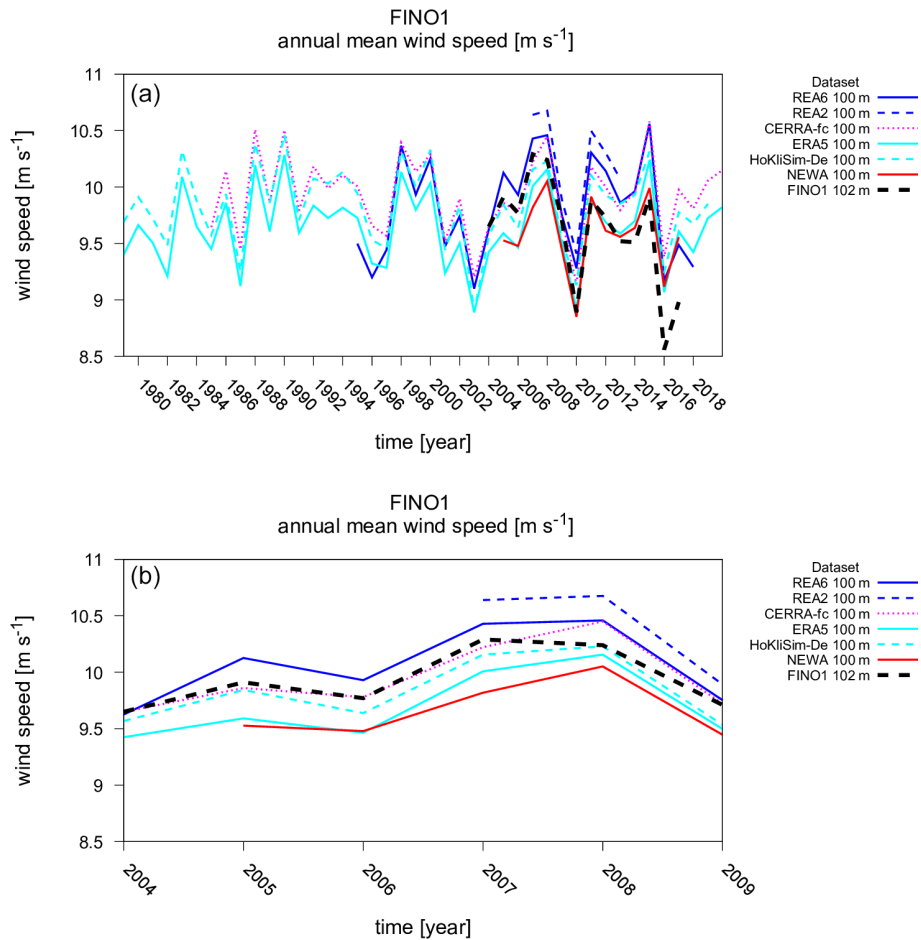 FINO1
annual mean wind speed [m s⁻¹]
(a)
wind speed [m s⁻¹]
11
10.5
10
9.5
9
8.5
1980
1982
1984
1986
1988
1990
1992
1994
1996
1998
2000
2002
2004
2006
2008
2010
2012
2014
2016
2018
time [year]
Dataset
REA6 100 m
REA2 100 m
CERRA-fc 100 m
ERA5 100 m
HoKliSim-De 100 m
NEWA 100 m
FINO1 102 m
FINO1
annual mean wind speed [m s⁻¹]
(b)
wind speed [m s⁻¹]
11
10.5
10
9.5
9
8.5
2004
2005
2006
2007
2008
2009
time [year]
Dataset
REA6 100 m
REA2 100 m
CERRA-fc 100 m
ERA5 100 m
HoKliSim-De 100 m
NEWA 100 m
FINO1 102 m